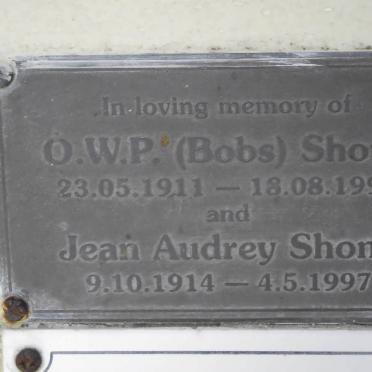 In loving memory of
O.W.P. (Bobs) Sho
23.05.1911 — 18.08.199
and
Jean Audrey Shon
9.10.1914 — 4.5.1997